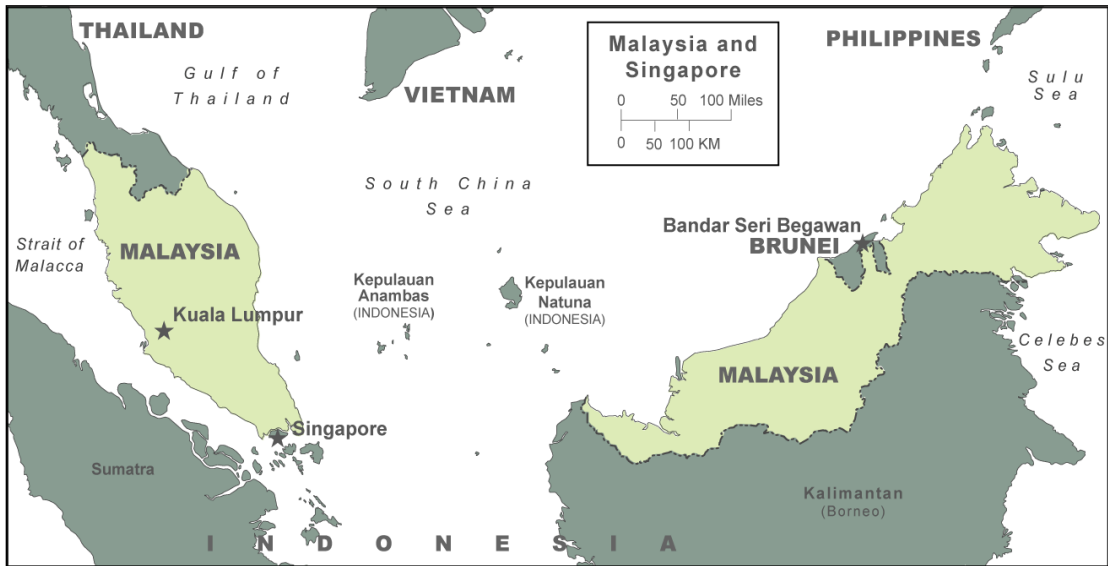 THAILAND
Gulf of
Thailand
VIETNAM
Malaysia and
Singapore
0 50 100 Miles
0 50 100 KM
PHILIPPINES
Sulu
Sea
South China
Sea
Strait of
Malacca
MALAYSIA
Kuala Lumpur
Kepulauan
Anambas
(INDONESIA)
Kepulauan
Natuna
(INDONESIA)
Bandar Seri Begawan
BRUNEI
Celebes
Sea
MALAYSIA
Singapore
Sumatra
Kalimantan
(Borneo)
INDONESIA